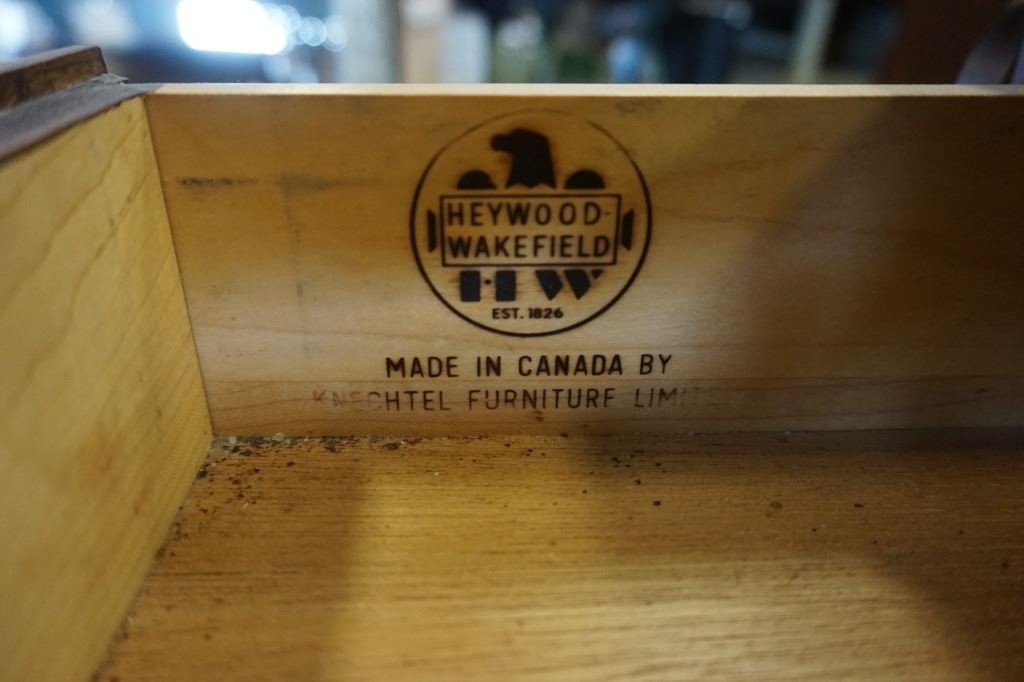 HEYWOOD-
WAKEFIELD
HW
EST. 1826
MADE IN CANADA BY
KNECHTEL FURNITURE